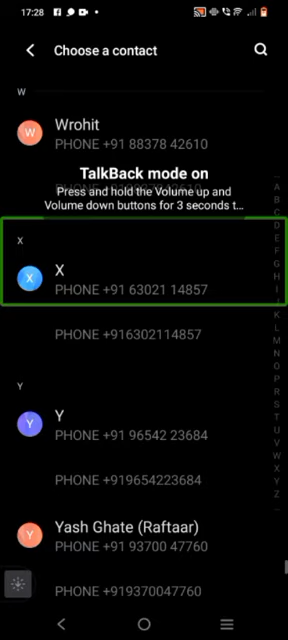 17:28
Choose a contact
W
W
Wrohit
PHONE +91 88378 42610
TalkBack mode on
Press and hold the Volume up and
Volume down buttons for 3 seconds t...
X
X
X
PHONE +91 63021 14857
PHONE +916302114857
Y
Y
Y
PHONE +91 96542 23684
PHONE +919654223684
Yash Ghate (Raftaar)
PHONE +91 93700 47760
PHONE +919370047760
A
B
C
D
E
F
G
H
I
J
K
L
M
N
O
P
R
S
T
U
V
W
X
Y
Z